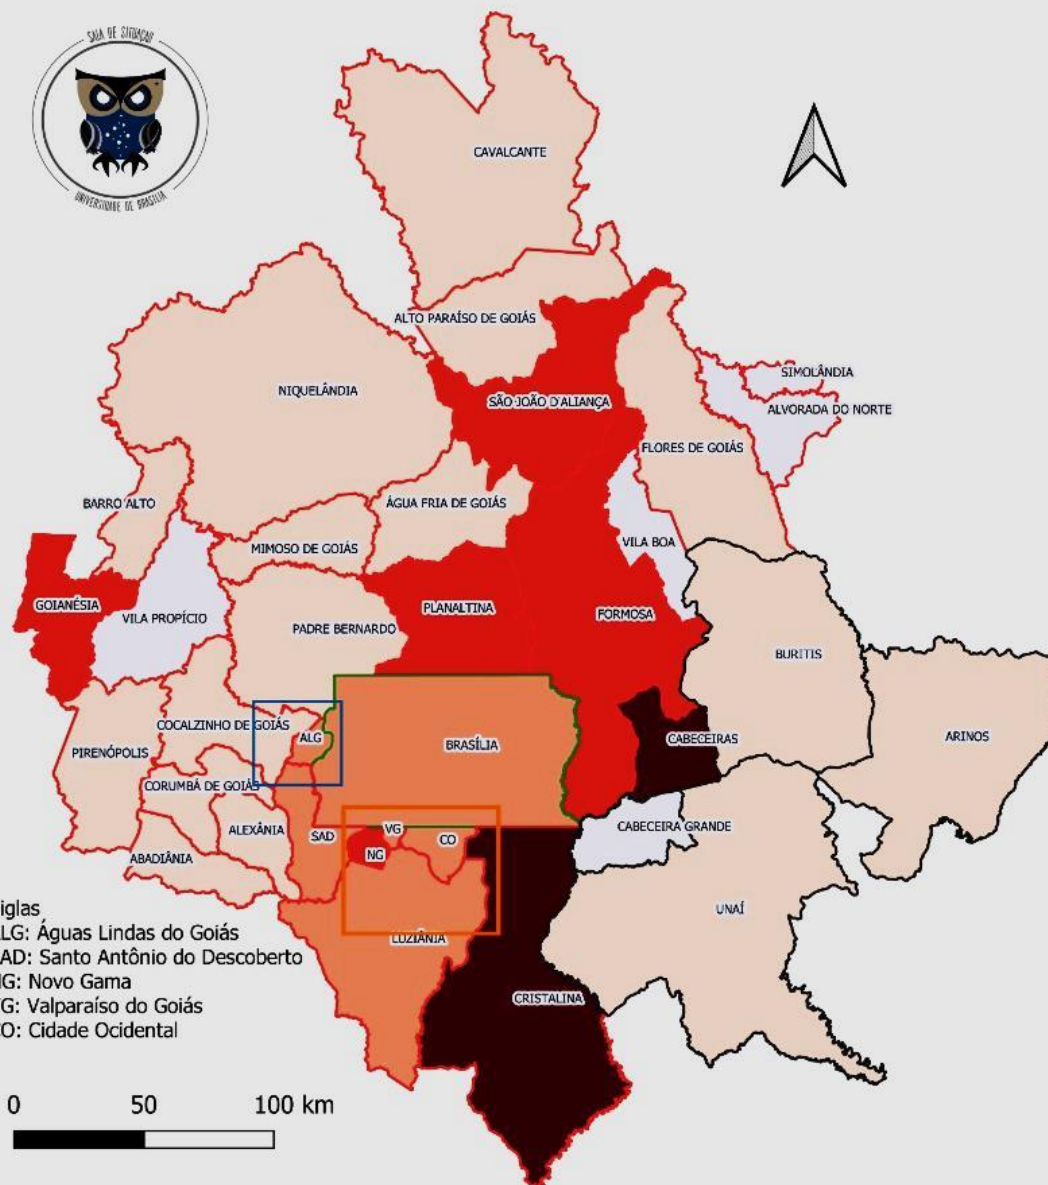 SALA DE SITUAÇÃO
UNIVERSIDADE DE BRASÍLIA
CAVALCANTE
ALTO PARAÍSO DE GOIÁS
SIMOLÂNDIA
NIQUELÂNDIA
SÃO JOÃO D'ALIANÇA
ALVORADA DO NORTE
FLORES DE GOIÁS
BARRO ALTO
ÁGUA FRIA DE GOIÁS
VILA BOA
MIMOSO DE GOIÁS
GOIANÉSIA
VILA PROPÍCIO
PLANALTINA
FORMOSA
PADRE BERNARDO
BURITIS
COCALZINHO DE GOIÁS
ALG
PIRENÓPOLIS
BRASÍLIA
CABECEIRAS
ARINOS
CORUMBÁ DE GOIÁS
ALEXÂNIA
SAD
VG
CO
CABECEIRA GRANDE
ABADIÂNIA
NG
UNAÍ
LUZIÂNIA
CRISTALINA
iglas
LG: Águas Lindas do Goiás
AD: Santo Antônio do Descoberto
IG: Novo Gama
G: Valparaíso do Goiás
O: Cidade Ocidental
0 50 100 km